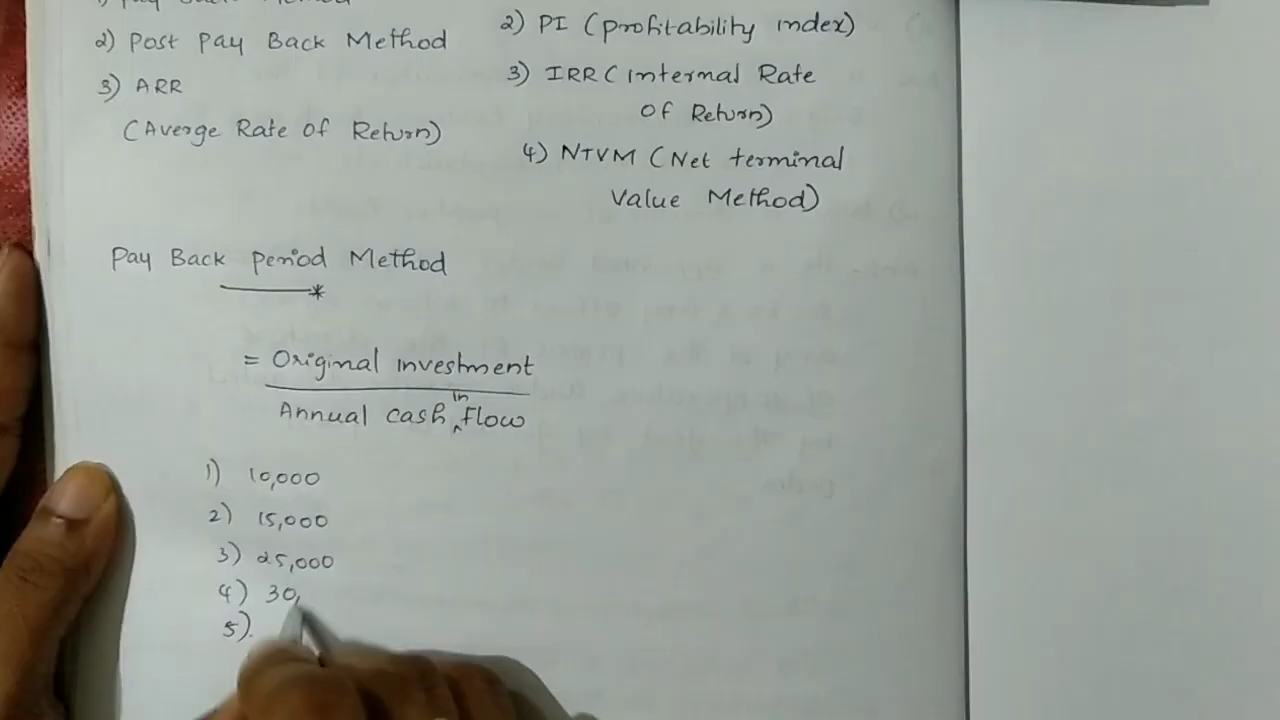 2) Post Pay Back Method
3) ARR
(Averge Rate Of Return)
2) PI (profitability index)
3) IRR (internal Rate
Of Return)
4) NTVM (Net terminal
Value Method)
Pay Back period Method
= Original investment
Annual cash in flow
1) 10,000
2) 15,000
3) 25,000
4) 30,
5).